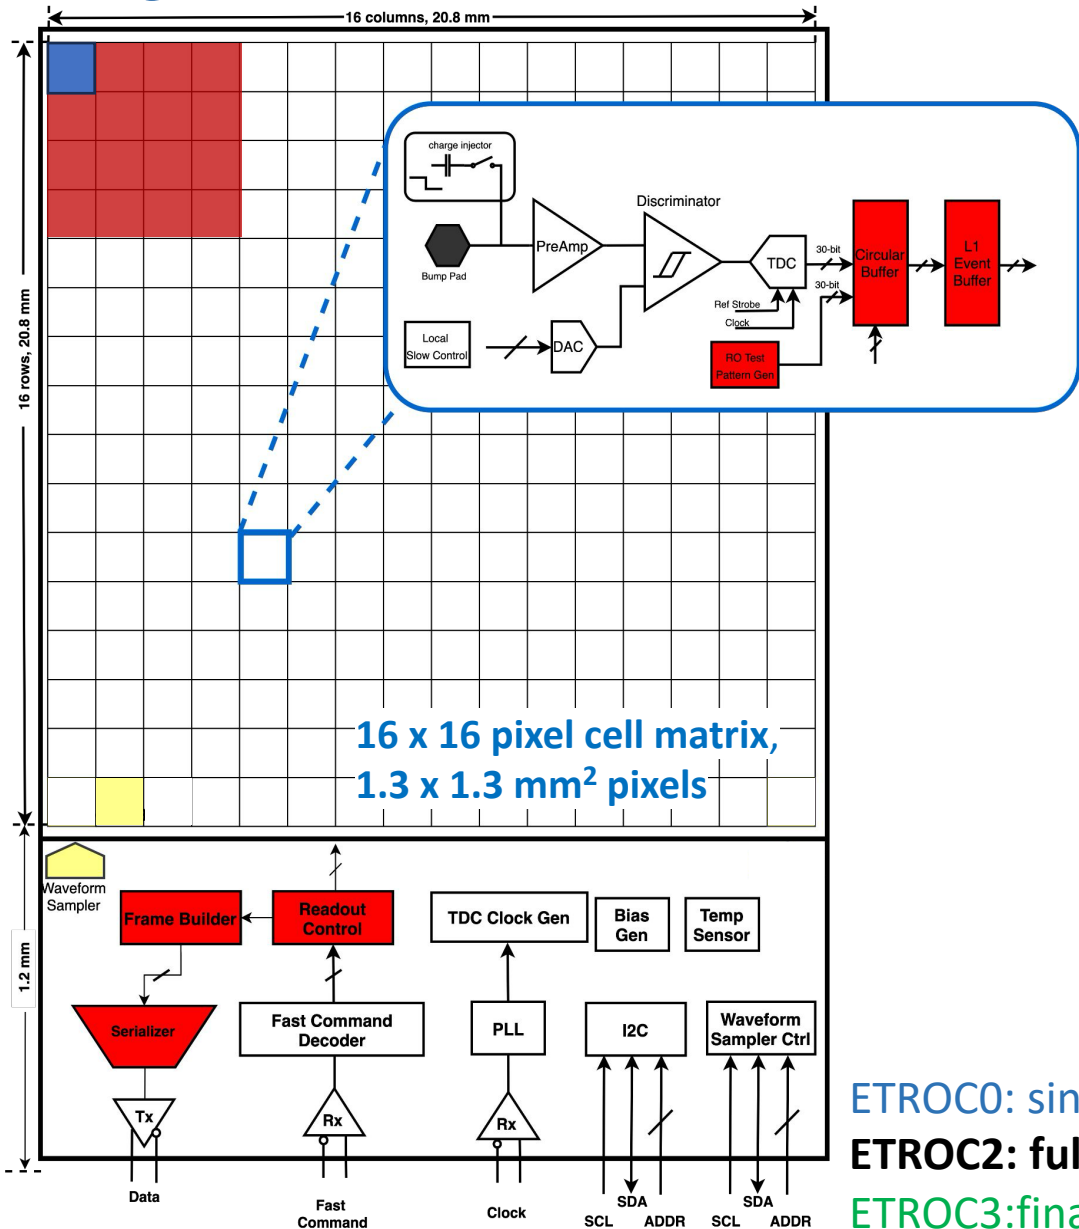 16 columns, 20.8 mm
16 rows, 20.8 mm
charge injector
Discriminator
PreAmp
Bump Pad
TDC
30-bit
30-bit
Circular
Buffer
L1
Event
Buffer
Ref Strobe
Clock
Local
Slow Control
DAC
RO Test
Pattern Gen
16 x 16 pixel cell matrix,
1.3 x 1.3 mm² pixels
1.2 mm
Waveform
Sampler
Frame Builder
Readout
Control
TDC Clock Gen
Bias
Gen
Temp
Sensor
Serializer
Fast Command
Decoder
PLL
I2C
Waveform
Sampler Ctrl
Tx
Rx
Rx
Data
Fast
Command
Clock
SCL
SDA
ADDR
SCL
SDA
ADDR
ETROC0: sin
ETROC2: ful
ETROC3:fina